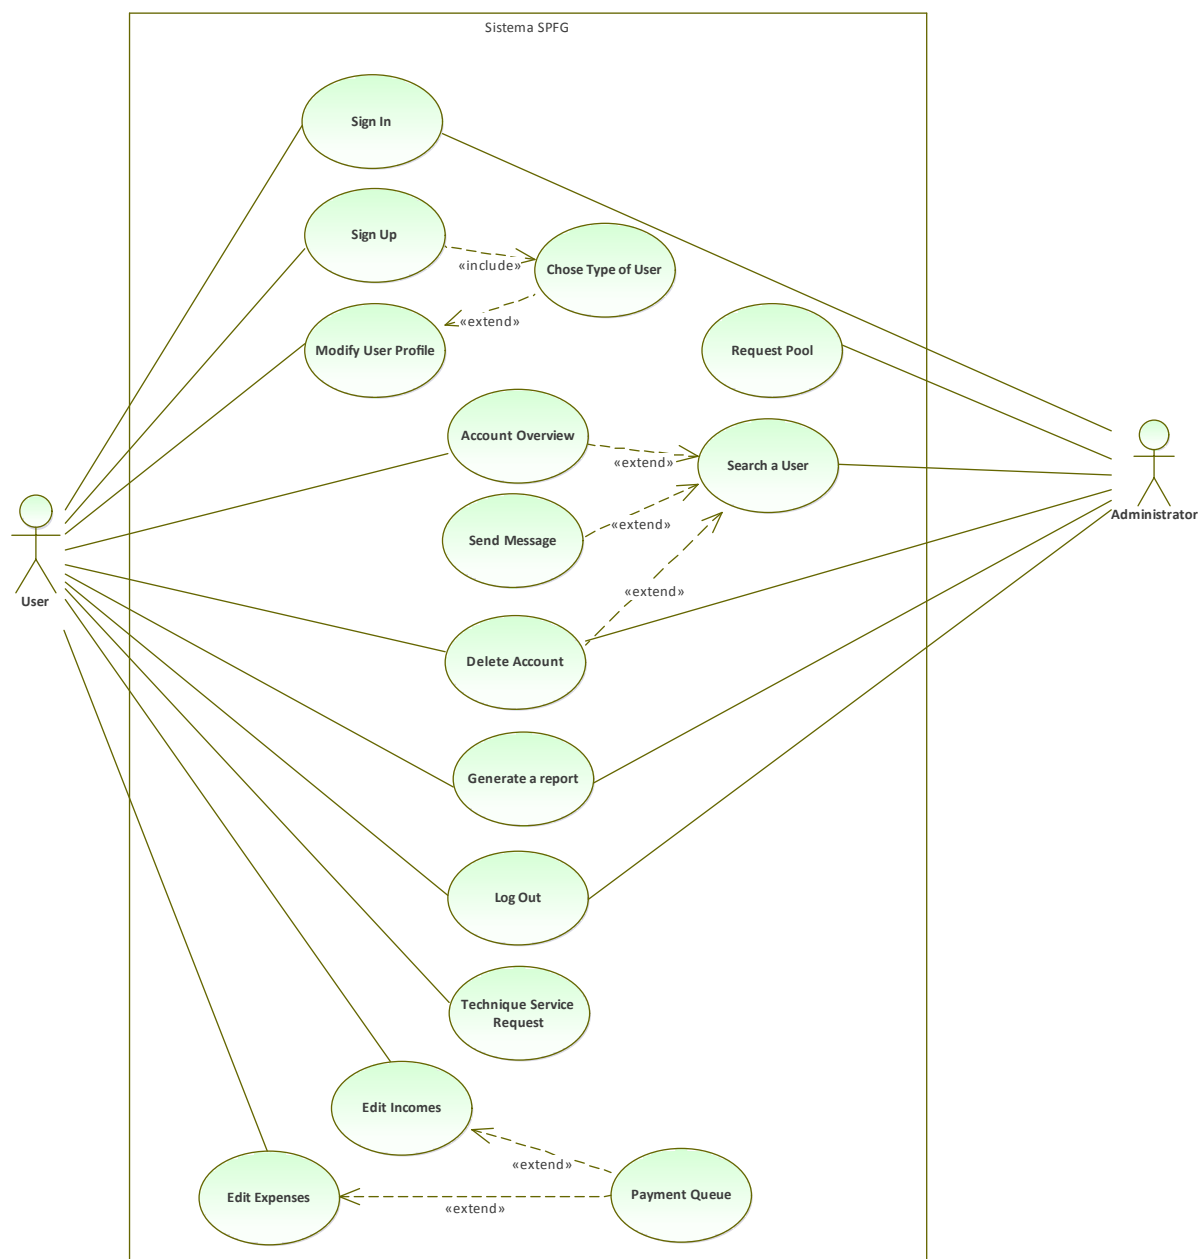 Sistema SPFG
Sign In
Sign Up
«include»
Chose Type of User
«extend»
Modify User Profile
Request Pool
Account Overview
«extend»
Search a User
Send Message
«extend»
Administrator
«extend»
User
Delete Account
Generate a report
Log Out
Technique Service
Request
Edit Incomes
«extend»
Edit Expenses
«extend»
Payment Queue